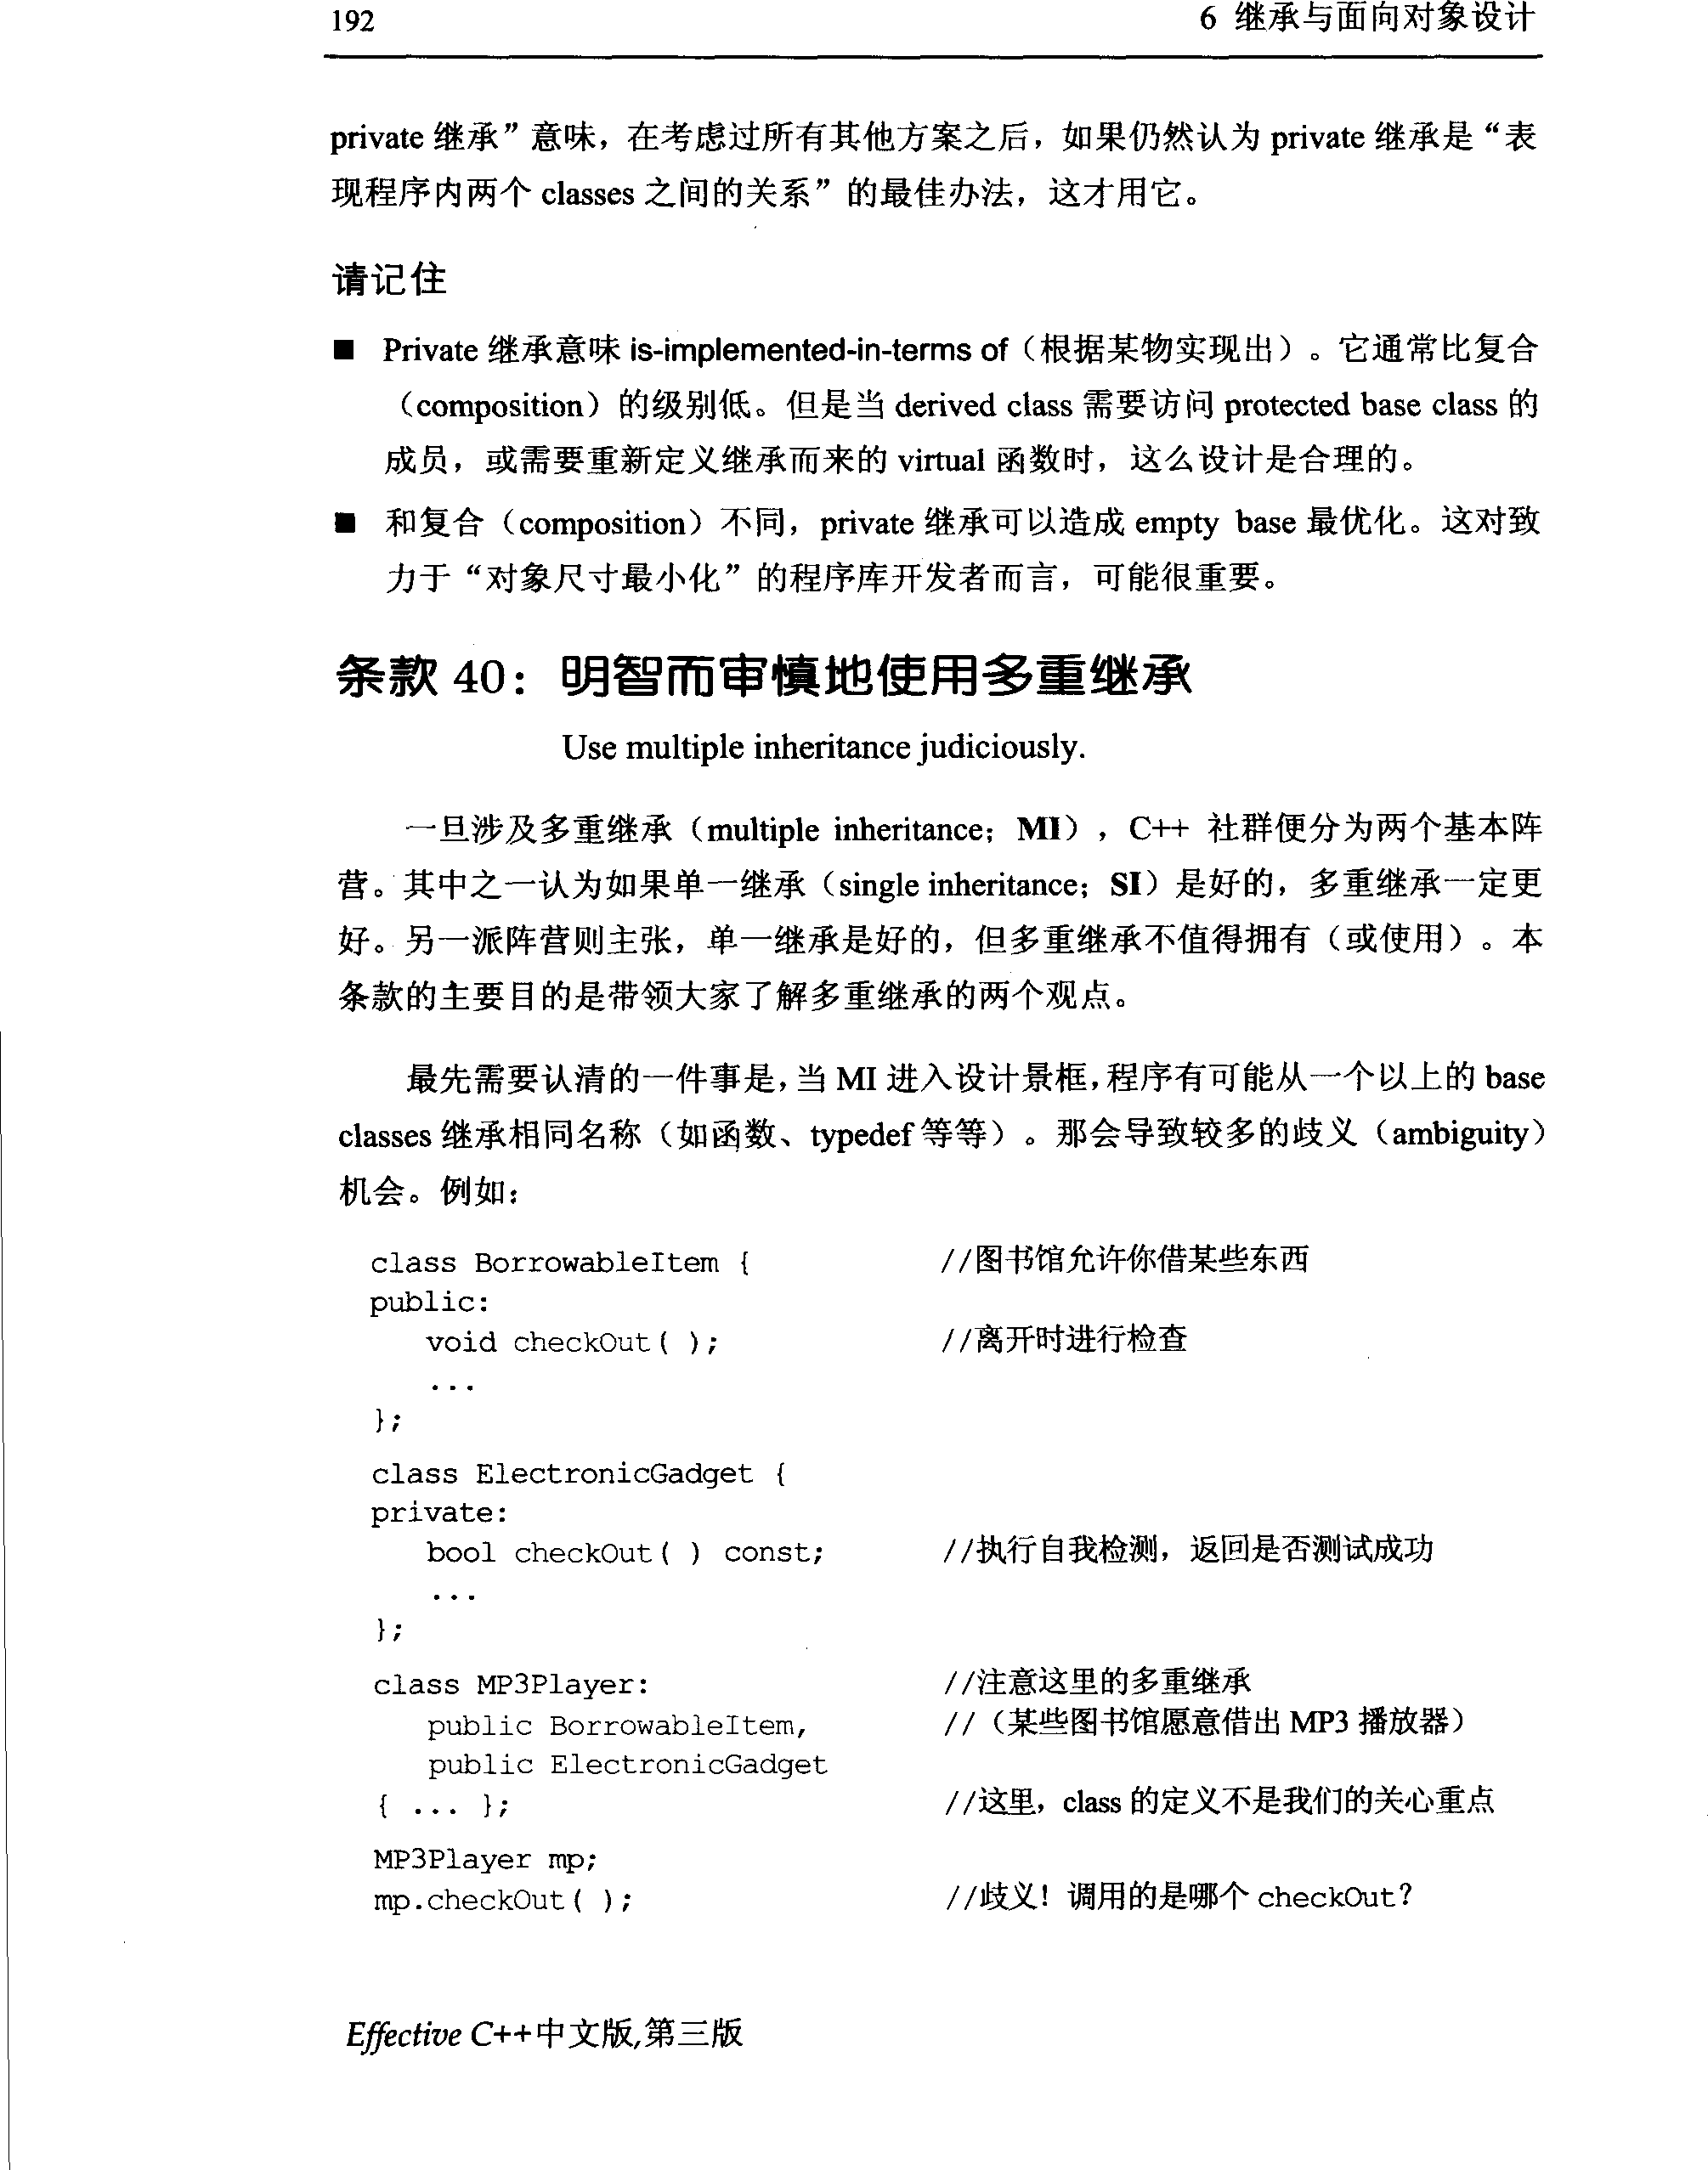 192
6 继承与面向对象设计
private 继承”意味，在考虑过所有其他方案之后，如果仍然认为 private 继承是“表
现程序内两个 classes 之间的关系”的最佳办法，这才用它。
请记住
■ Private 继承意味 is-implemented-in-terms of（根据某物实现出）。它通常比复合
（composition）的级别低。但是当 derived class 需要访问 protected base class 的
成员，或需要重新定义继承而来的 virtual 函数时，这么设计是合理的。
■ 和复合（composition）不同，private 继承可以造成 empty base 最优化。这对致
力于“对象尺寸最小化”的程序库开发者而言，可能很重要。
条款 40：明智而审慎地使用多重继承
Use multiple inheritance judiciously.
一旦涉及多重继承（multiple inheritance；MI），C++ 社群便分为两个基本阵
营。其中之一认为如果单一继承（single inheritance；SI）是好的，多重继承一定更
好。另一派阵营则主张，单一继承是好的，但多重继承不值得拥有（或使用）。本
条款的主要目的是带领大家了解多重继承的两个观点。
最先需要认清的一件事是，当 MI 进入设计景框，程序有可能从一个以上的 base
classes 继承相同名称（如函数、typedef 等等）。那会导致较多的歧义（ambiguity）
机会。例如：
class BorrowableItem { //图书馆允许你借某些东西
public:
void checkOut( ); //离开时进行检查
...
};
class ElectronicGadget {
private:
bool checkOut( ) const; //执行自我检测，返回是否测试成功
...
};
class MP3Player: //注意这里的多重继承
public BorrowableItem, //（某些图书馆愿意借出 MP3 播放器）
public ElectronicGadget
{ ... }; //这里，class 的定义不是我们的关心重点
MP3Player mp;
mp.checkOut( ); //歧义！调用的是哪个 checkOut？
Effective C++中文版,第三版